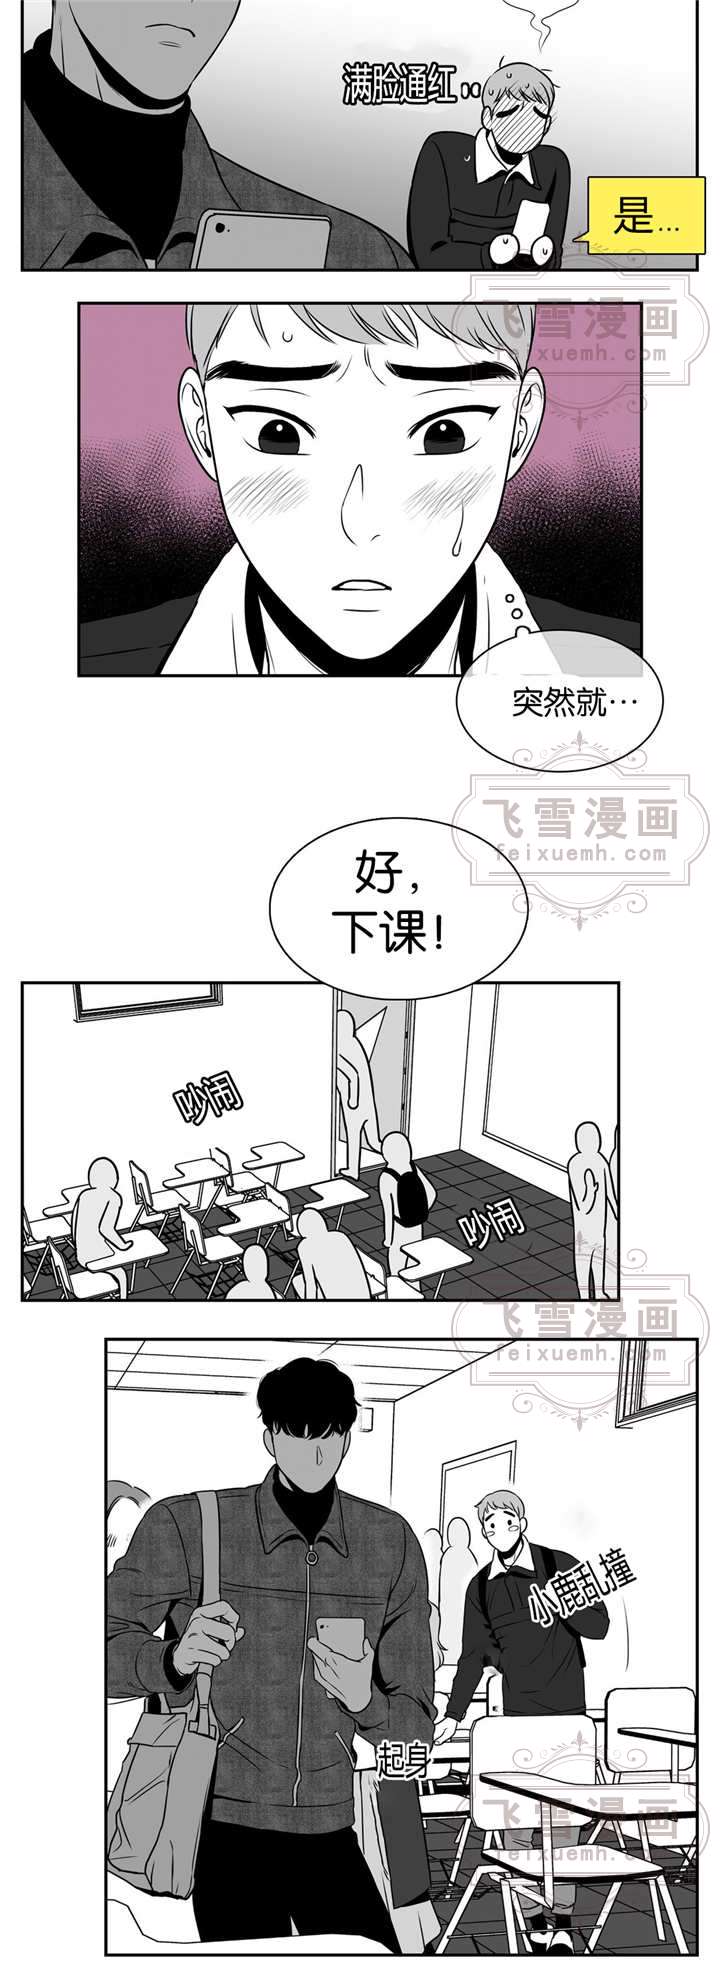 满脸通红..
是...
飞雪漫画
feixuemh.com
突然就...
飞雪漫画
feixuemh.com
好，
下课！
吵闹
吵闹
飞雪漫画
feixuemh.com
小鹿乱撞
起身
飞雪漫画
feixuemh.com